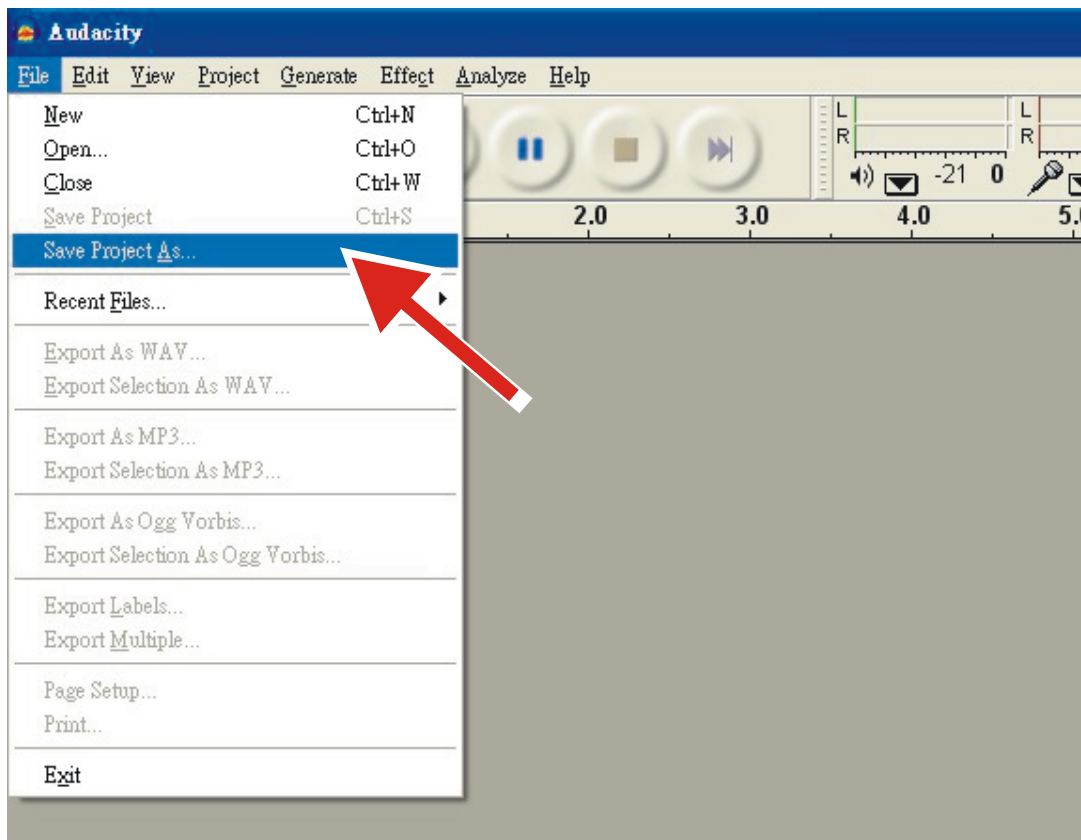 Audacity
File Edit View Project Generate Effect Analyze Help
New Ctrl+N
Open... Ctrl+O
Close Ctrl+W
Save Project Ctrl+S
Save Project As...
Recent Files...
Export As WAV...
Export Selection As WAV...
Export As MP3...
Export Selection As MP3...
Export As Ogg Vorbis...
Export Selection As Ogg Vorbis...
Export Labels...
Export Multiple...
Page Setup...
Print...
Exit
L
R
-21 0
L
R
2.0 3.0 4.0 5.